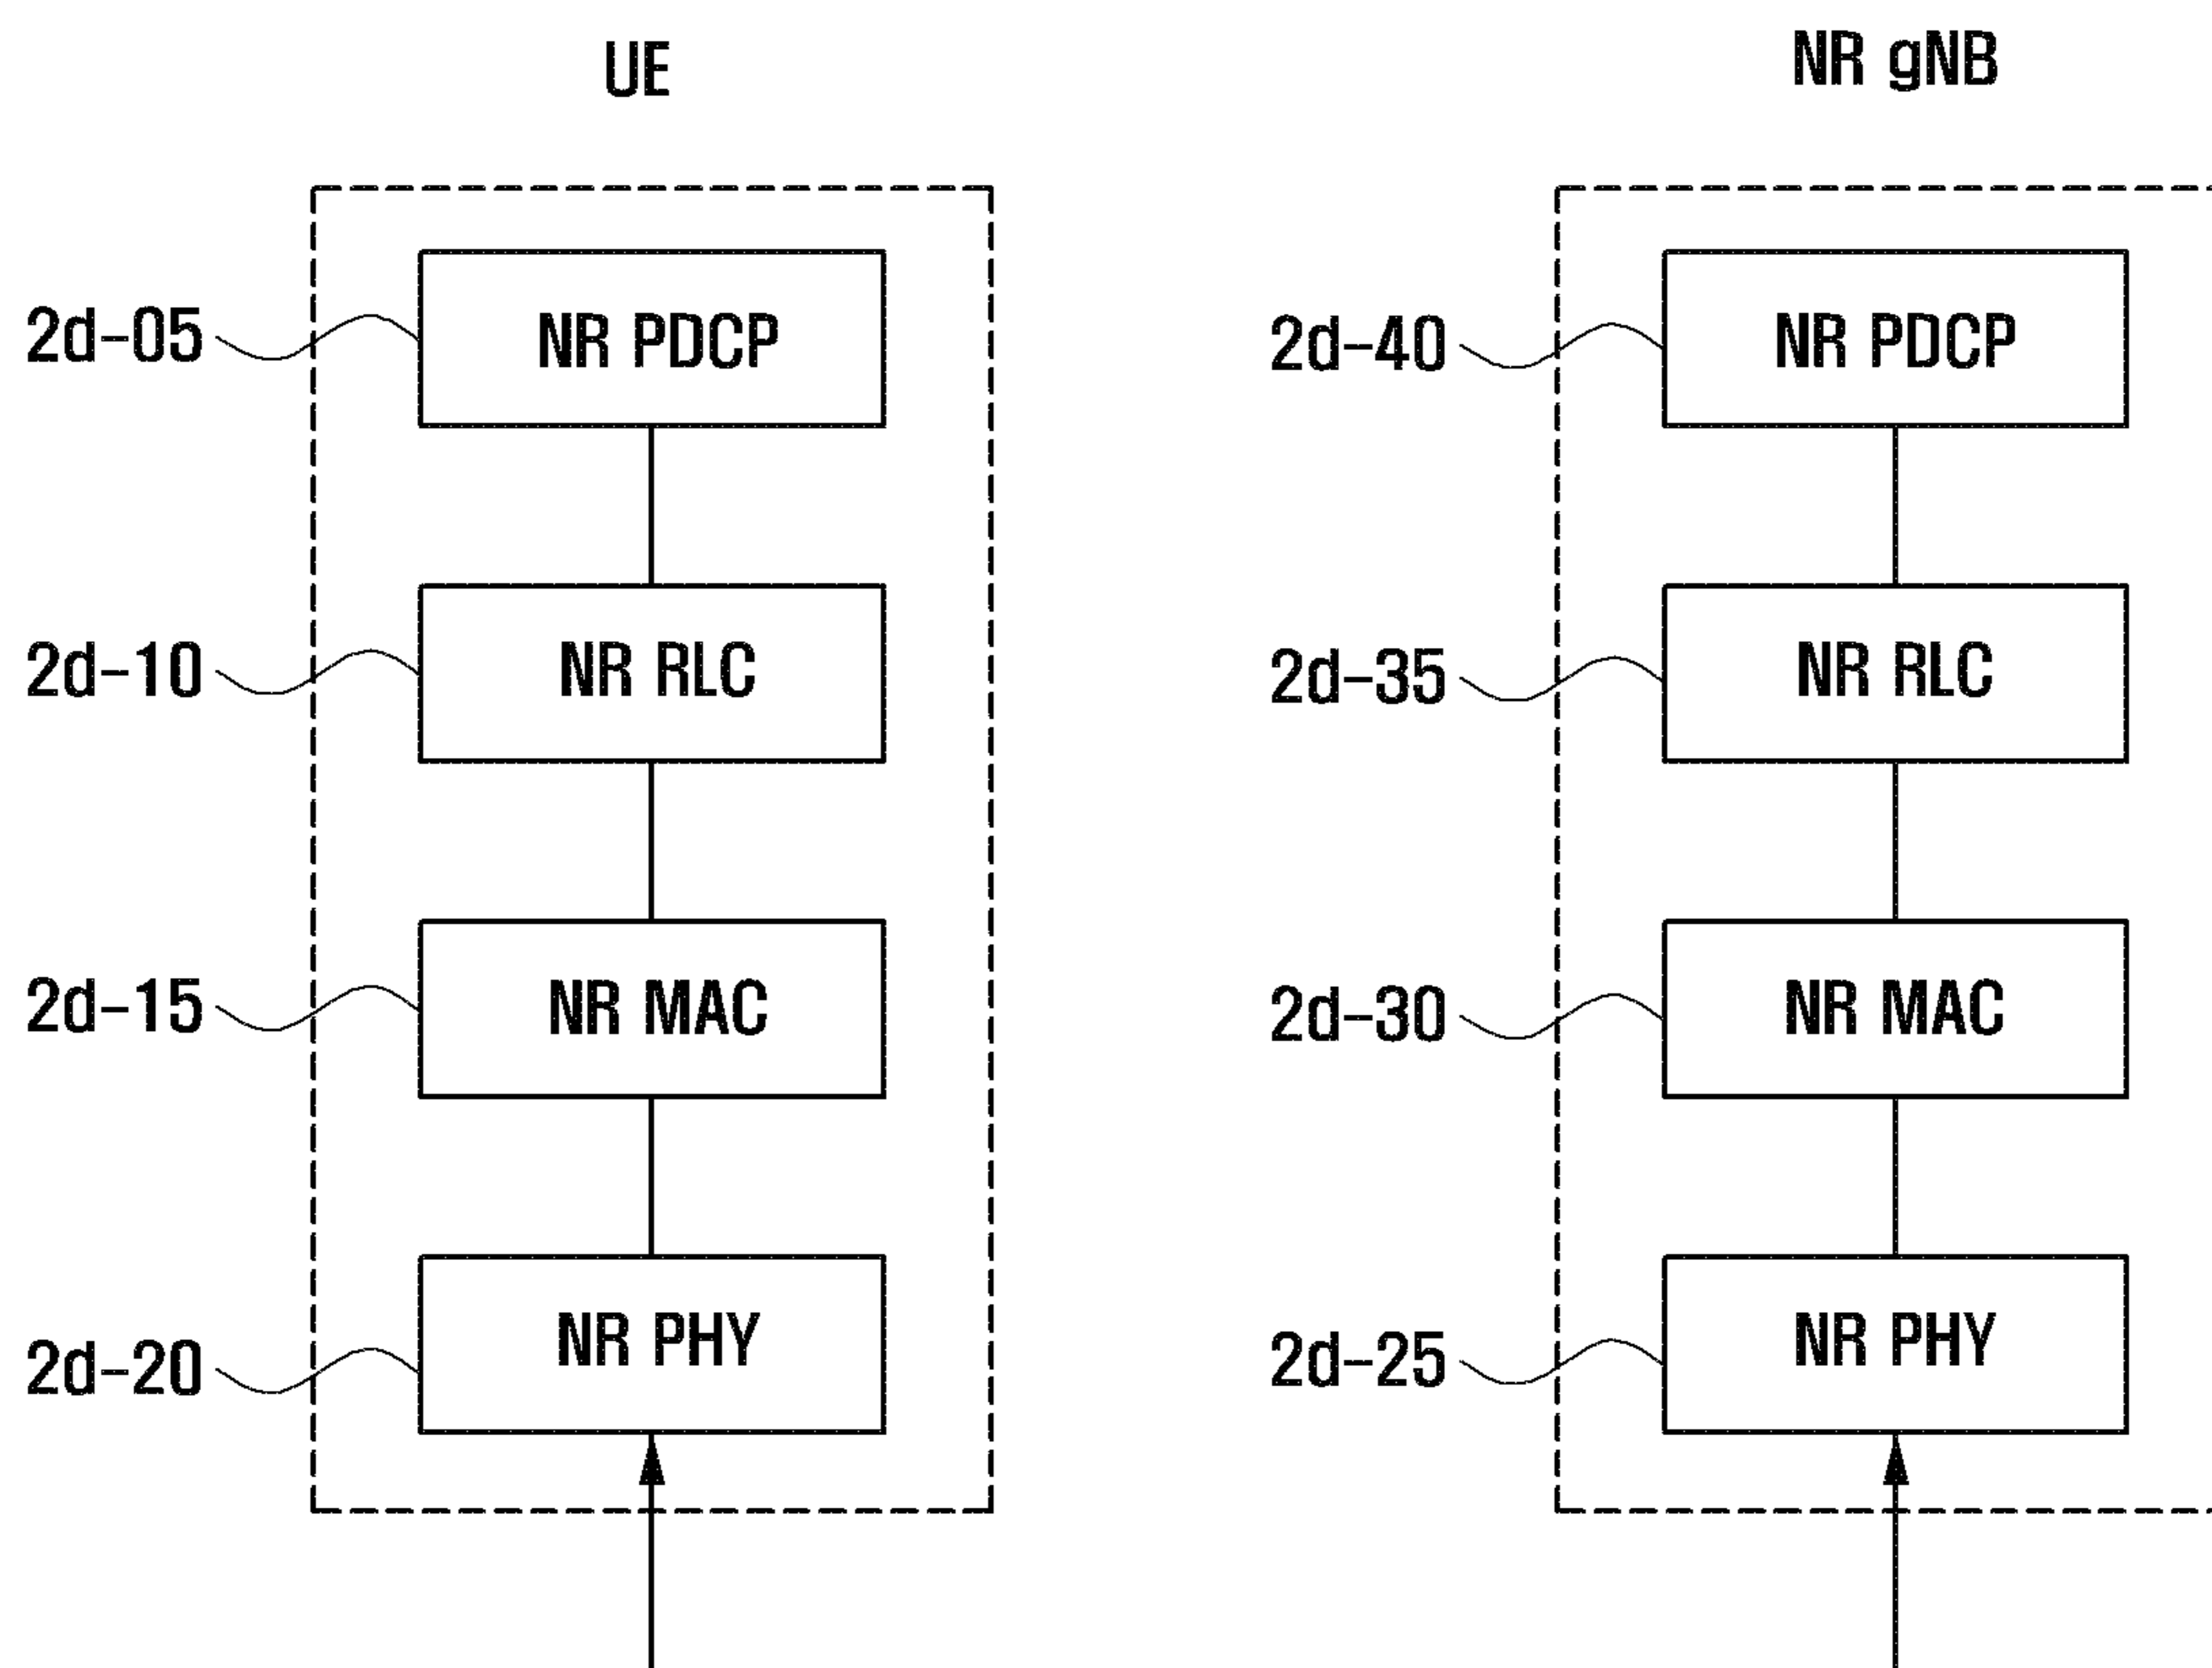 UE
NR gNB
2d-05
NR PDCP
2d-40
NR PDCP
2d-10
NR RLC
2d-35
NR RLC
2d-15
NR MAC
2d-30
NR MAC
2d-20
NR PHY
2d-25
NR PHY